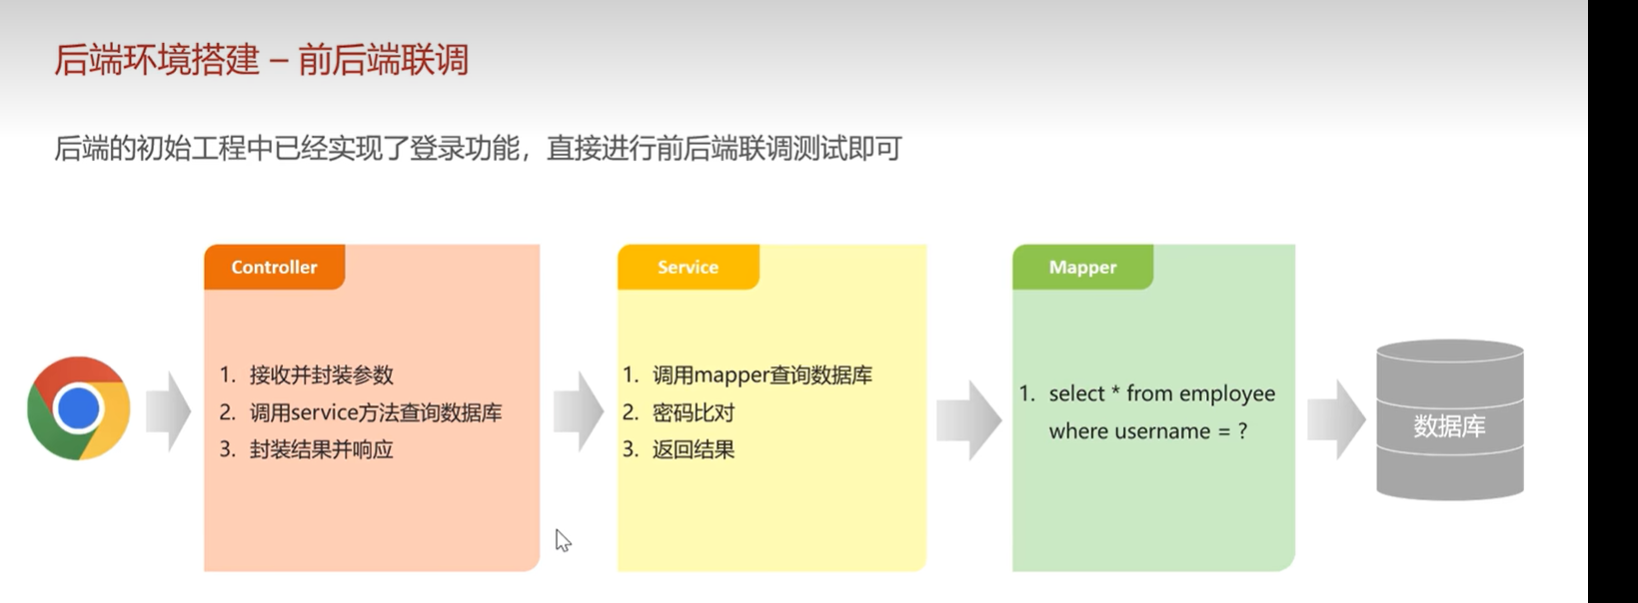 后端环境搭建 – 前后端联调
后端的初始工程中已经实现了登录功能，直接进行前后端联调测试即可
Controller
1. 接收并封装参数
2. 调用service方法查询数据库
3. 封装结果并响应
Service
1. 调用mapper查询数据库
2. 密码比对
3. 返回结果
Mapper
1. select * from employee
where username = ?
数据库